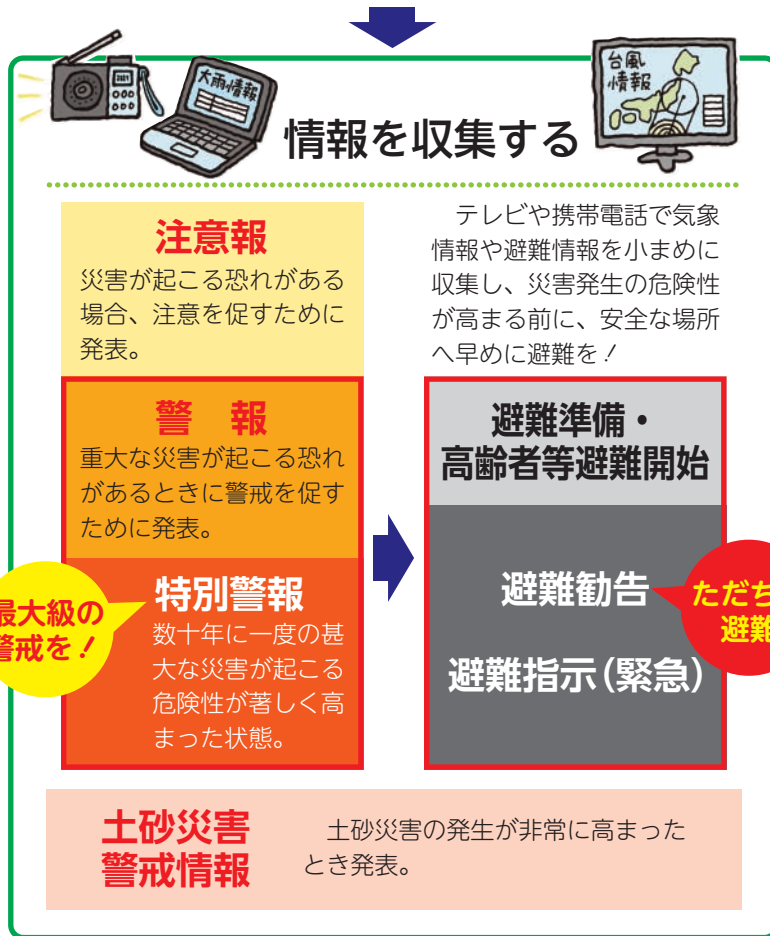 大雨情報
台風
情報
情報を収集する
注意報
災害が起こる恐れがある
場合、注意を促すために
発表。
テレビや携帯電話で気象
情報や避難情報を小まめに
収集し、災害発生の危険性
が高まる前に、安全な場所
へ早めに避難を！
警　報
重大な災害が起こる恐れ
があるときに警戒を促す
ために発表。
避難準備・
高齢者等避難開始
最大級の
警戒を！
特別警報
数十年に一度の甚
大な災害が起こる
危険性が著しく高
まった状態。
避難勧告
避難指示（緊急）
ただち
避難
土砂災害
警戒情報
土砂災害の発生が非常に高まった
とき発表。